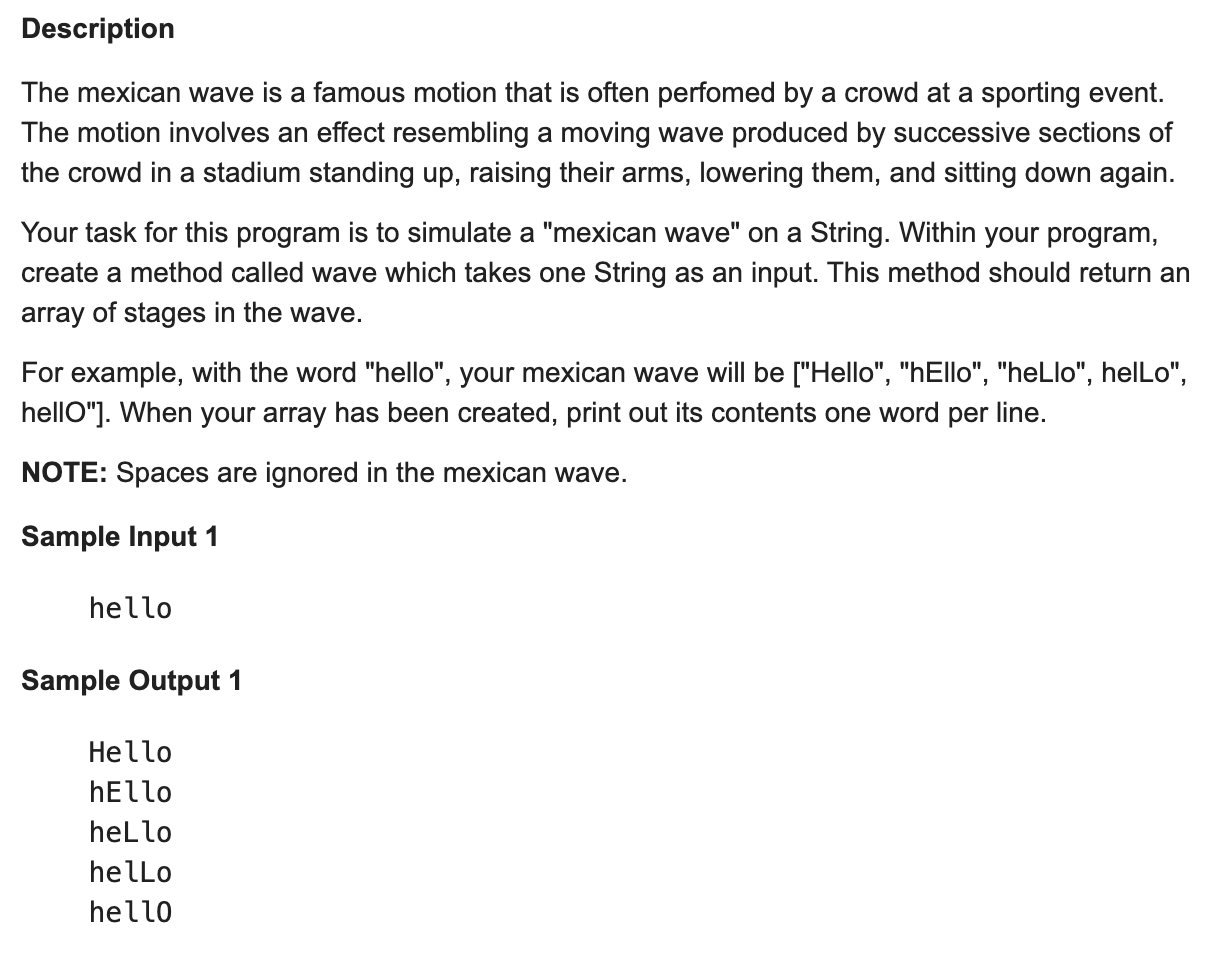 Description
The mexican wave is a famous motion that is often perfomed by a crowd at a sporting event.
The motion involves an effect resembling a moving wave produced by successive sections of
the crowd in a stadium standing up, raising their arms, lowering them, and sitting down again.
Your task for this program is to simulate a "mexican wave" on a String. Within your program,
create a method called wave which takes one String as an input. This method should return an
array of stages in the wave.
For example, with the word "hello", your mexican wave will be ["Hello", "hEllo", "heLlo", helLo",
hellO"]. When your array has been created, print out its contents one word per line.
NOTE: Spaces are ignored in the mexican wave.
Sample Input 1
hello
Sample Output 1
Hello
hEllo
heLlo
helLo
hellO